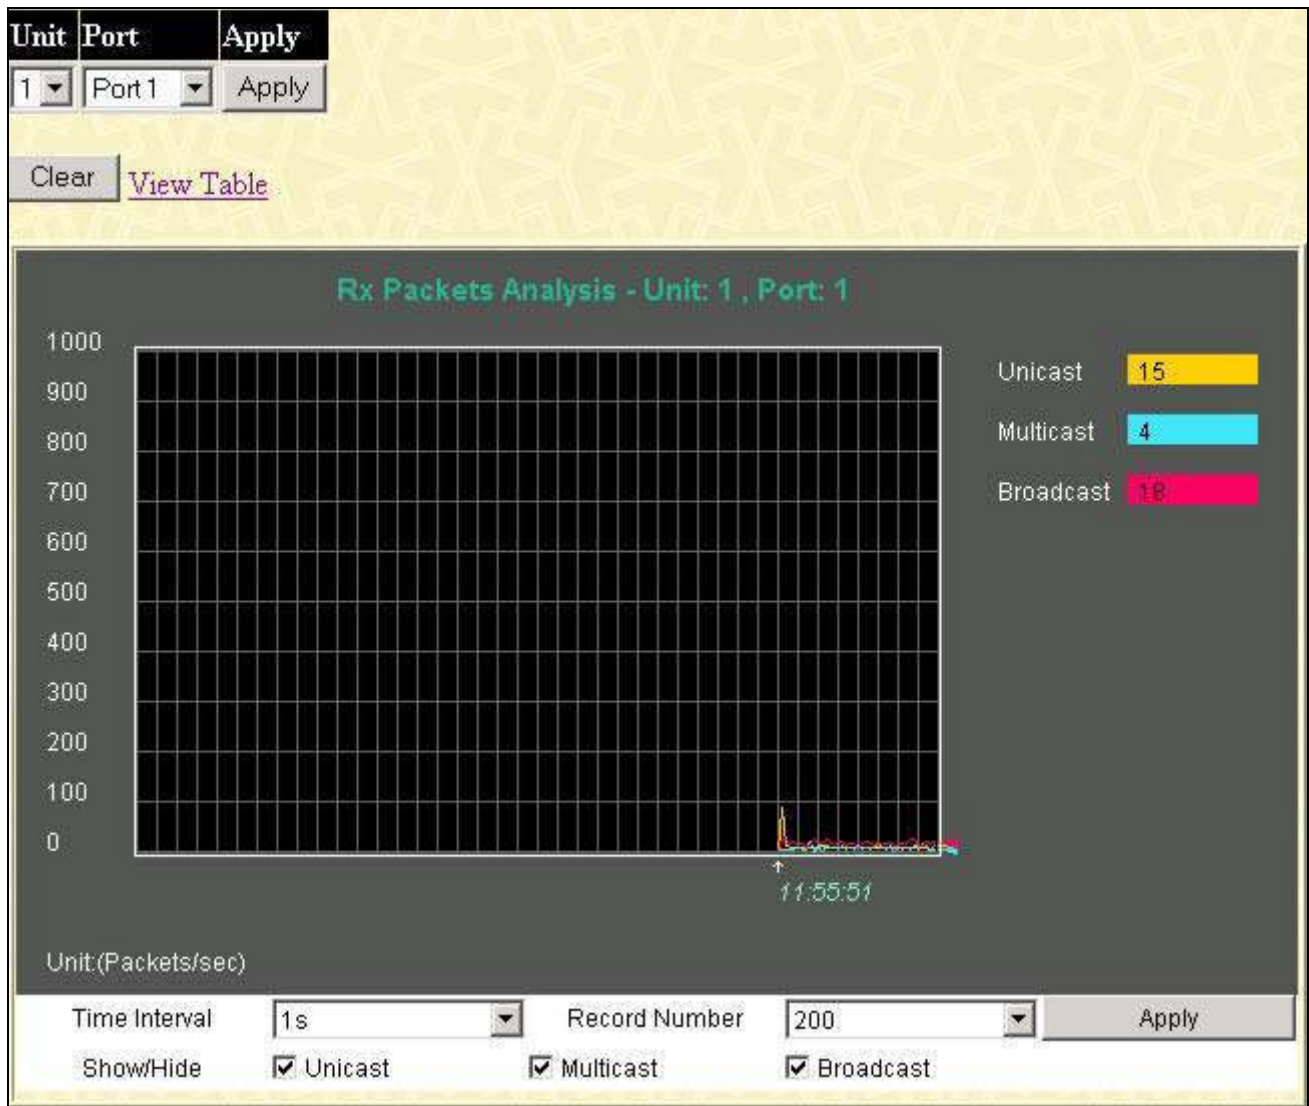 Unit Port Apply
1 Port 1 Apply
Clear View Table
Rx Packets Analysis - Unit: 1 , Port: 1
1000
900
800
700
600
500
400
300
200
100
0
Unicast 15
Multicast 4
Broadcast 18
11:55:51
Unit:(Packets/sec)
Time Interval 1s Record Number 200 Apply
Show/Hide Unicast Multicast Broadcast